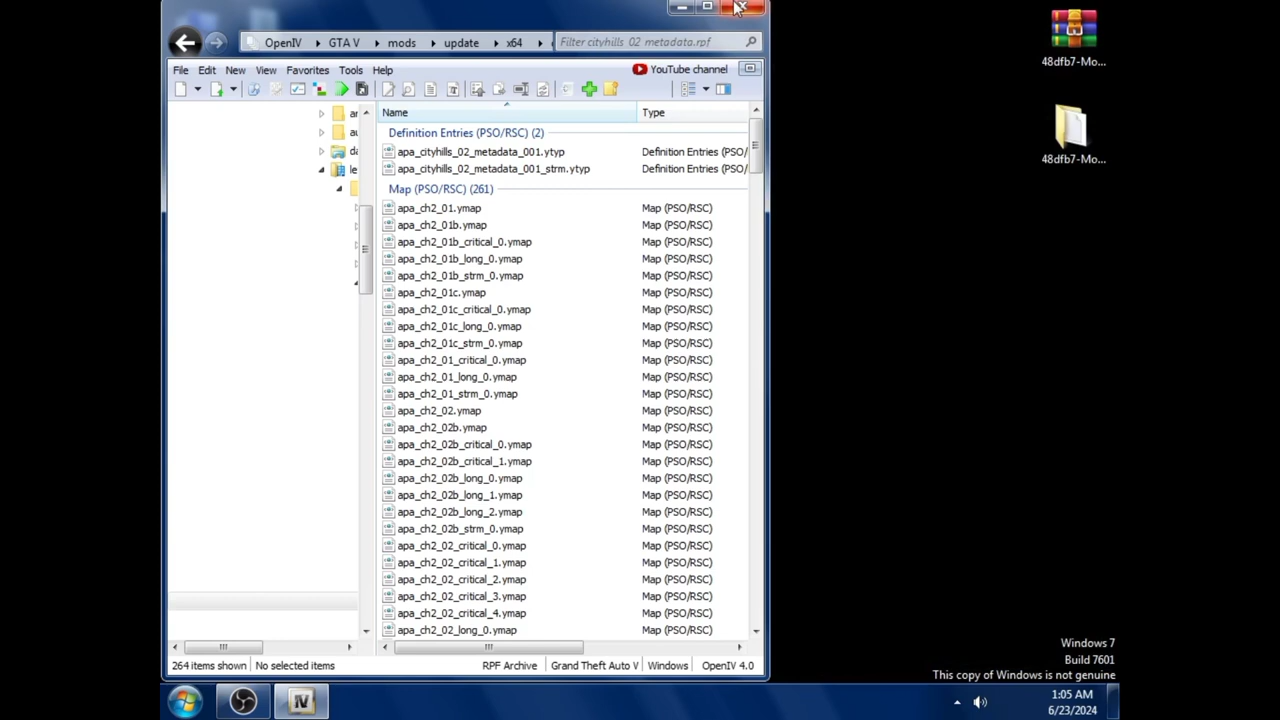 OpenIV GTA V mods update x64 Filter cityhills_02_metadata.rpf
File Edit New View Favorites Tools Help YouTube channel
Name Type
Definition Entries (PSO/RSC) (2)
apa_cityhills_02_metadata_001.ytyp Definition Entries (PSO/
apa_cityhills_02_metadata_001_strm.ytyp Definition Entries (PSO/
Map (PSO/RSC) (261)
apa_ch2_01.ymap Map (PSO/RSC)
apa_ch2_01b.ymap Map (PSO/RSC)
apa_ch2_01b_critical_0.ymap Map (PSO/RSC)
apa_ch2_01b_long_0.ymap Map (PSO/RSC)
apa_ch2_01b_strm_0.ymap Map (PSO/RSC)
apa_ch2_01c.ymap Map (PSO/RSC)
apa_ch2_01c_critical_0.ymap Map (PSO/RSC)
apa_ch2_01c_long_0.ymap Map (PSO/RSC)
apa_ch2_01c_strm_0.ymap Map (PSO/RSC)
apa_ch2_01_critical_0.ymap Map (PSO/RSC)
apa_ch2_01_long_0.ymap Map (PSO/RSC)
apa_ch2_01_strm_0.ymap Map (PSO/RSC)
apa_ch2_02.ymap Map (PSO/RSC)
apa_ch2_02b.ymap Map (PSO/RSC)
apa_ch2_02b_critical_0.ymap Map (PSO/RSC)
apa_ch2_02b_critical_1.ymap Map (PSO/RSC)
apa_ch2_02b_long_0.ymap Map (PSO/RSC)
apa_ch2_02b_long_1.ymap Map (PSO/RSC)
apa_ch2_02b_long_2.ymap Map (PSO/RSC)
apa_ch2_02b_strm_0.ymap Map (PSO/RSC)
apa_ch2_02_critical_0.ymap Map (PSO/RSC)
apa_ch2_02_critical_1.ymap Map (PSO/RSC)
apa_ch2_02_critical_2.ymap Map (PSO/RSC)
apa_ch2_02_critical_3.ymap Map (PSO/RSC)
apa_ch2_02_critical_4.ymap Map (PSO/RSC)
apa_ch2_02_long_0.ymap Map (PSO/RSC)
264 items shown No selected items RPF Archive Grand Theft Auto V Windows OpenIV 4.0
48dfb7-Mo...
48dfb7-Mo...
Windows 7
Build 7601
This copy of Windows is not genuine
1:05 AM
6/23/2024